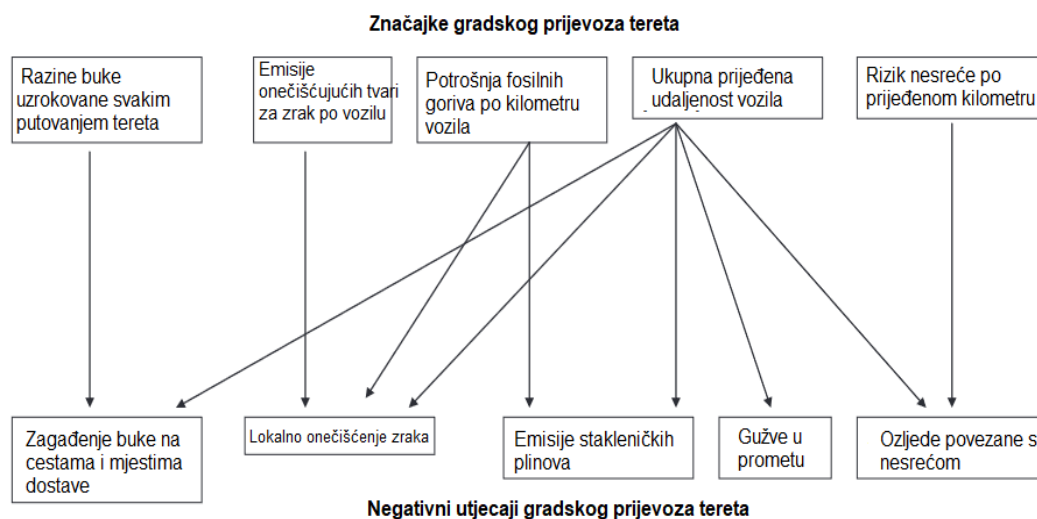 Značajke gradskog prijevoza tereta
Razine buke
uzrokovane svakim
putovanjem tereta
Emisije
onečišćujućih tvari
za zrak po vozilu
Potrošnja fosilnih
goriva po kilometru
vozila
Ukupna prijeđena
udaljenost vozila
Rizik nesreće po
prijeđenom kilometru
Zagađenje buke na
cestama i mjestima
dostave
Lokalno onečišćenje zraka
Emisije stakleničkih
plinova
Gužve u
prometu
Ozljede povezane s
nesrećom
Negativni utjecaji gradskog prijevoza tereta